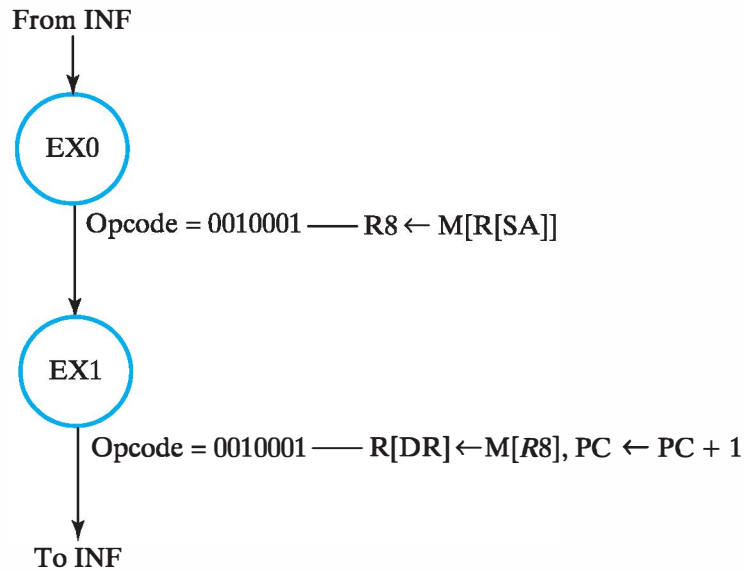 From INF
EX0
Opcode = 0010001 —— R8 ← M[R[SA]]
EX1
Opcode = 0010001 —— R[DR] ← M[R8], PC ← PC + 1
To INF